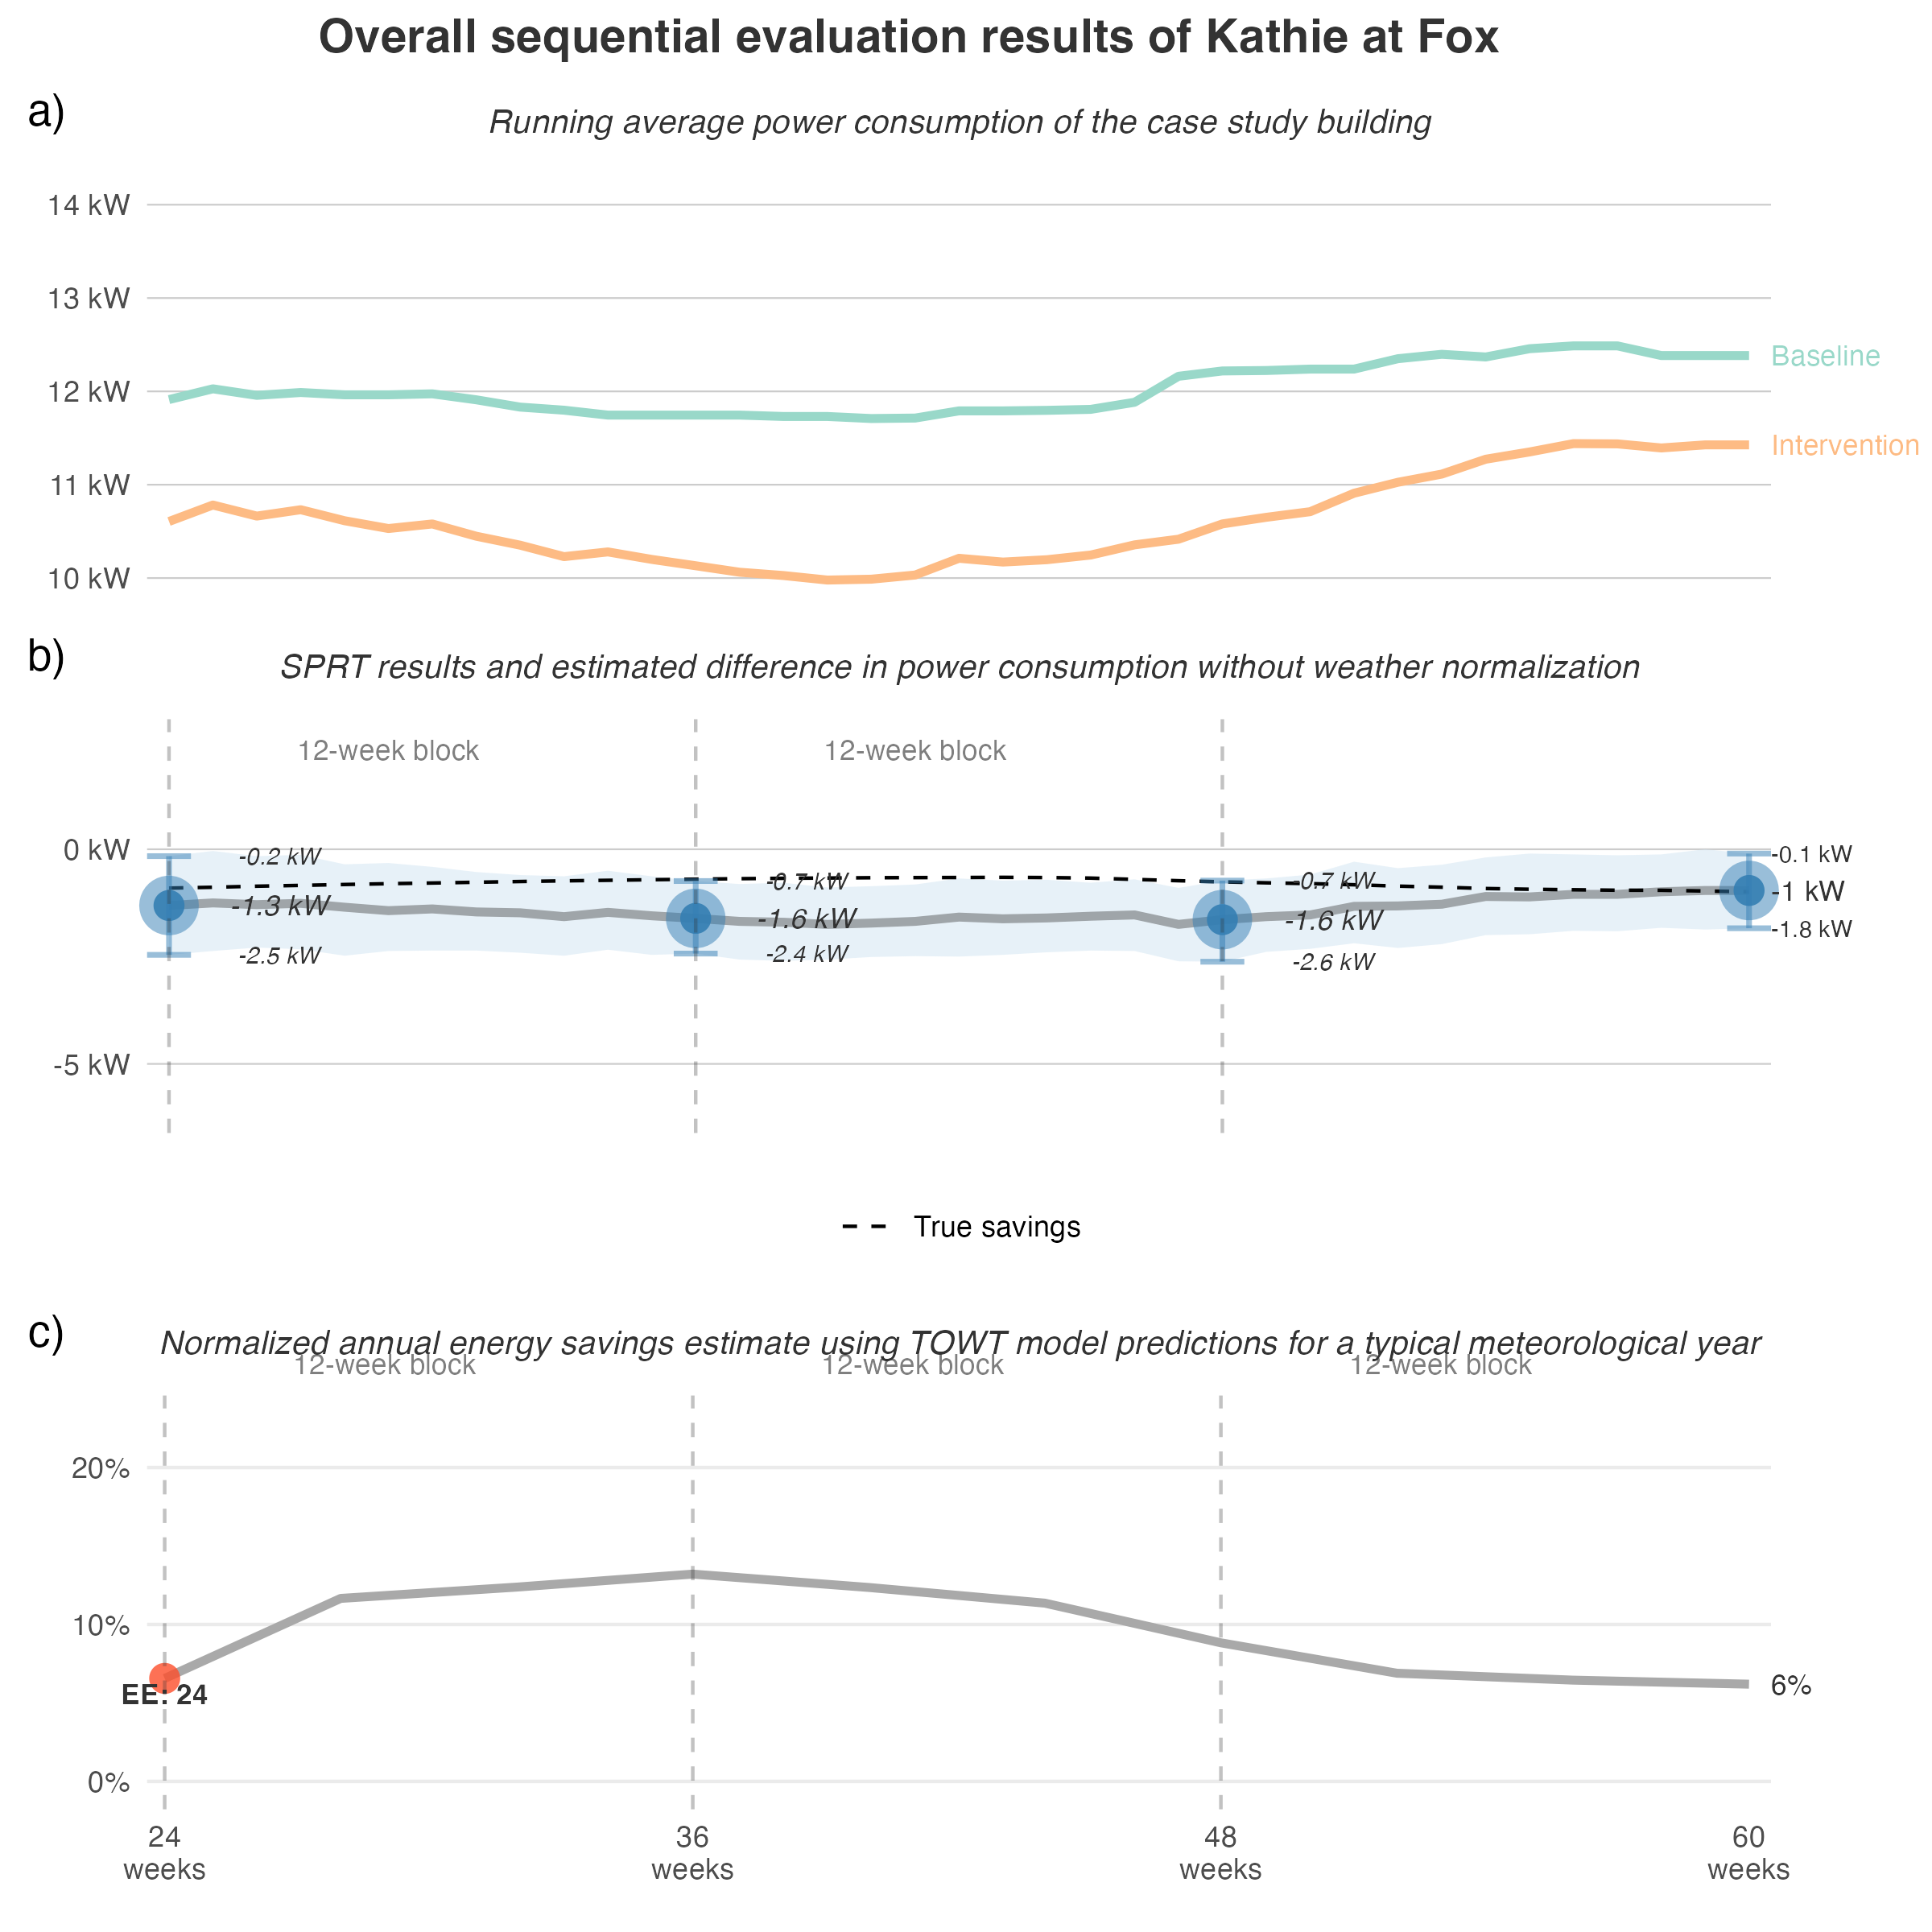 Overall sequential evaluation results of Kathie at Fox
a)
Running average power consumption of the case study building
14 kW
13 kW
12 kW
11 kW
10 kW
Baseline
Intervention
b)
SPRT results and estimated difference in power consumption without weather normalization
12-week block
12-week block
0 kW
-5 kW
-0.2 kW
-1.3 kW
-2.5 kW
-0.7 kW
-1.6 kW
-2.4 kW
-0.7 kW
-1.6 kW
-2.6 kW
-0.1 kW
-1 kW
-1.8 kW
True savings
c)
Normalized annual energy savings estimate using TOWT model predictions for a typical meteorological year
12-week block
12-week block
12-week block
20%
10%
0%
EE: 24
6%
24
weeks
36
weeks
48
weeks
60
weeks